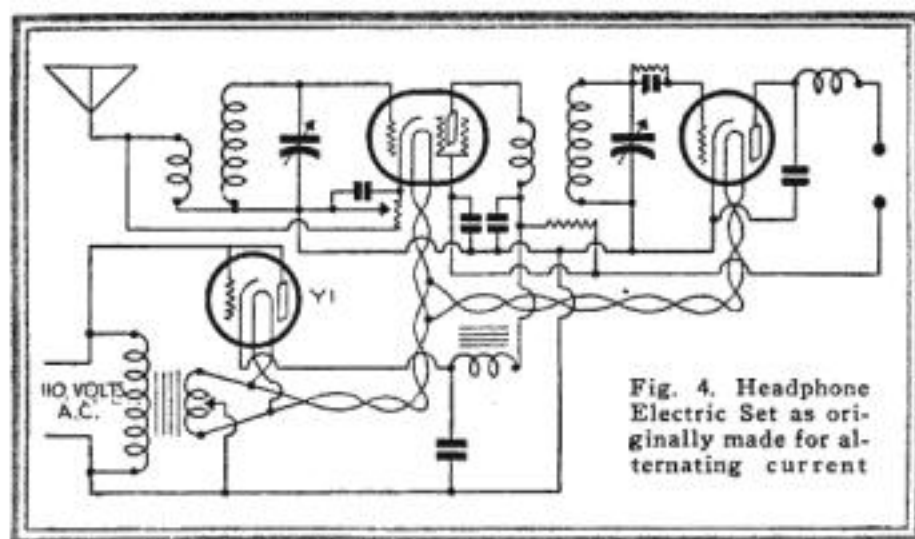 Y1
110 VOLTS
A.C.
Fig. 4. Headphone
Electric Set as ori-
ginally made for al-
ternating current